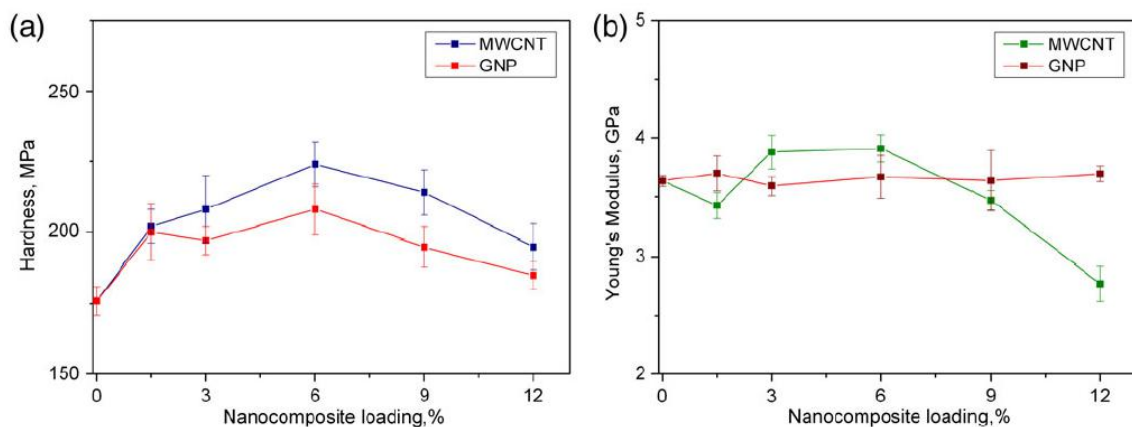 (a)
MWCNT
GNP
250
200
150
Hardness, MPa
0
3
6
9
12
Nanocomposite loading,%
(b)
MWCNT
GNP
5
4
3
2
Young's Modulus, GPa
0
3
6
9
12
Nanocomposite loading,%